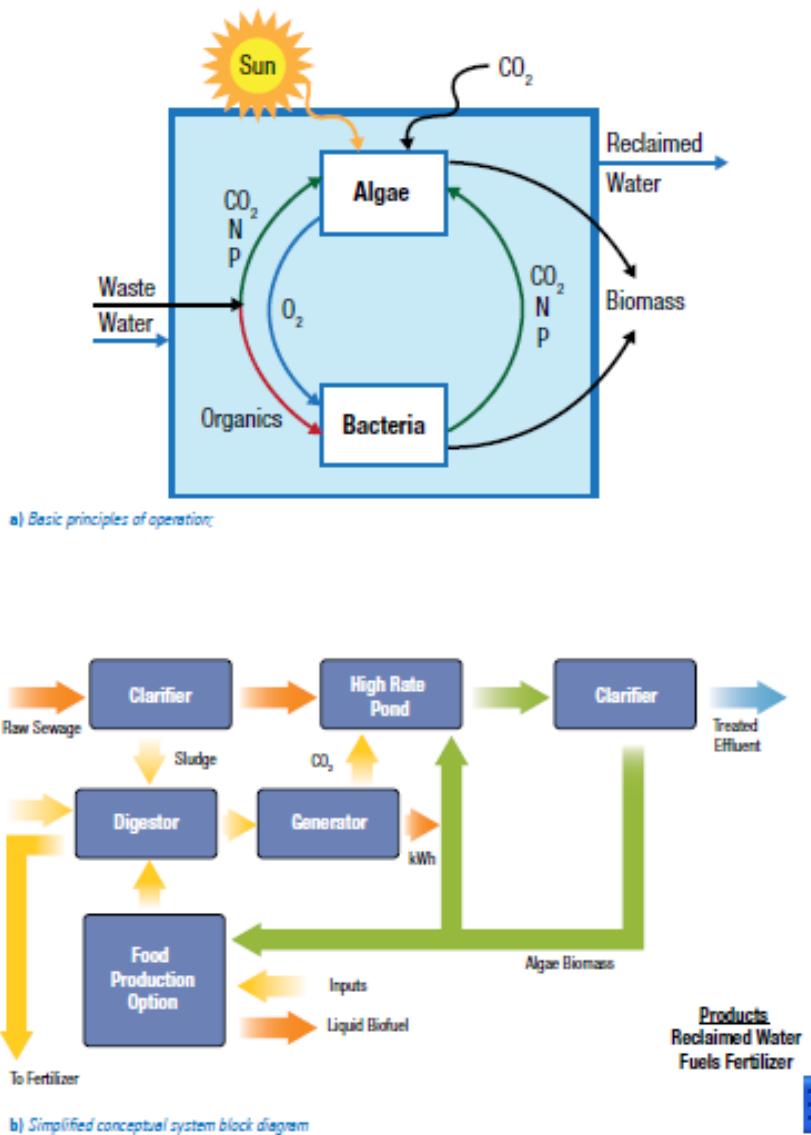 Sun
CO2
Algae
Reclaimed
Water
CO2
N
P
Waste
Water
O2
CO2
N
P
Biomass
Organics
Bacteria
a) Basic principles of operation;
Clarifier
High Rate
Pond
Clarifier
Raw Sewage
Treated
Effluent
Sludge
CO2
Digestor
Generator
kWh
Food
Production
Option
Algae Biomass
Inputs
Liquid Biofuel
Products
Reclaimed Water
Fuels Fertilizer
To Fertilizer
b) Simplified conceptual system block diagram